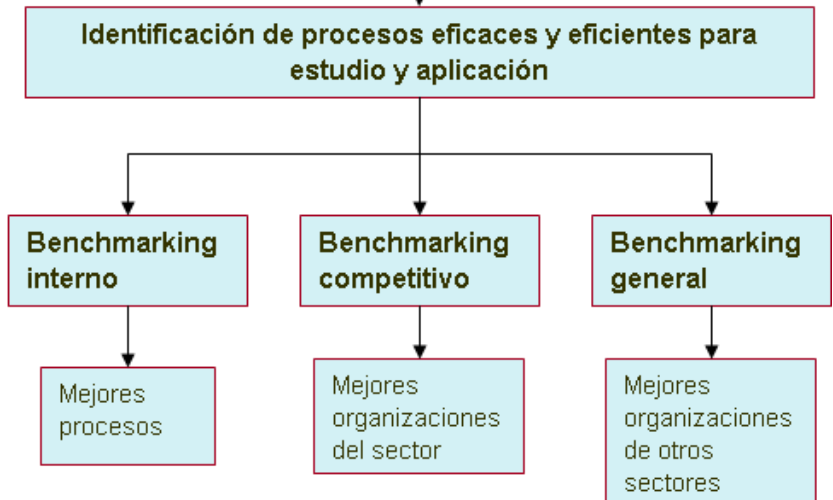 Identificación de procesos eficaces y eficientes para
estudio y aplicación
Benchmarking
interno
Benchmarking
competitivo
Benchmarking
general
Mejores
procesos
Mejores
organizaciones
del sector
Mejores
organizaciones
de otros
sectores